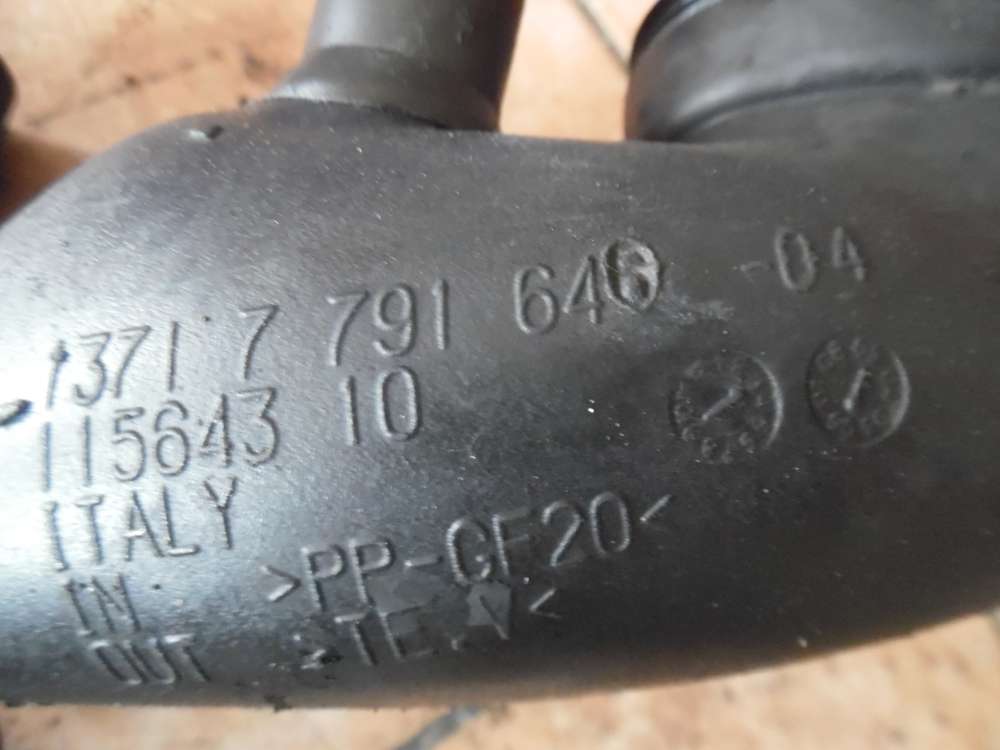 1371 7 791 646 -04
115643 10
ITALY
IN >PP-GF20<
OUT